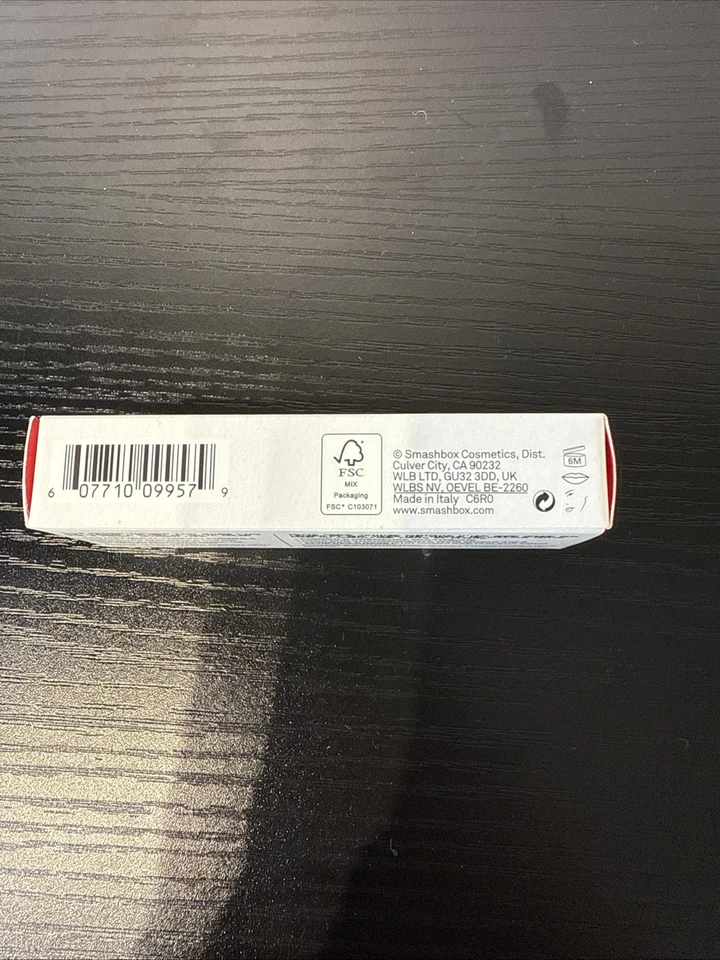 6 07710 09957 9
FSC
MIX
Packaging
FSC® C103071
© Smashbox Cosmetics, Dist.
Culver City, CA 90232
WLB LTD, GU32 3DD, UK
WLBS NV, OEVEL BE-2260
Made in Italy C6R0
www.smashbox.com
6M